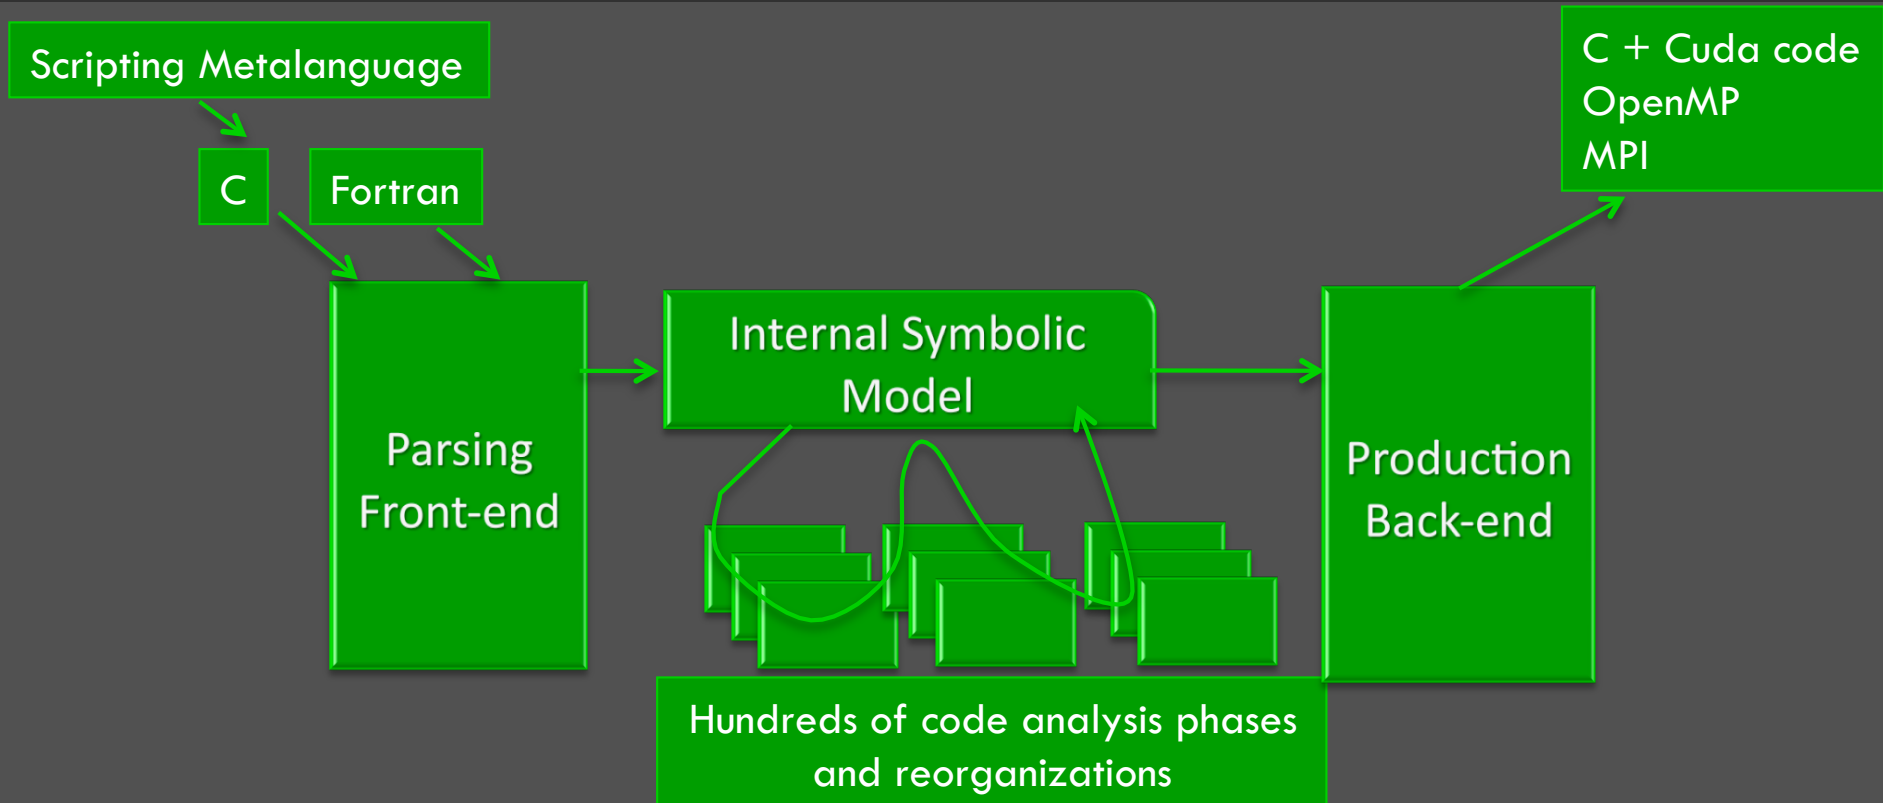 Scripting Metalanguage
C + Cuda code
OpenMP
MPI
C
Fortran
Internal Symbolic
Model
Parsing
Front-end
Production
Back-end
Hundreds of code analysis phases
and reorganizations